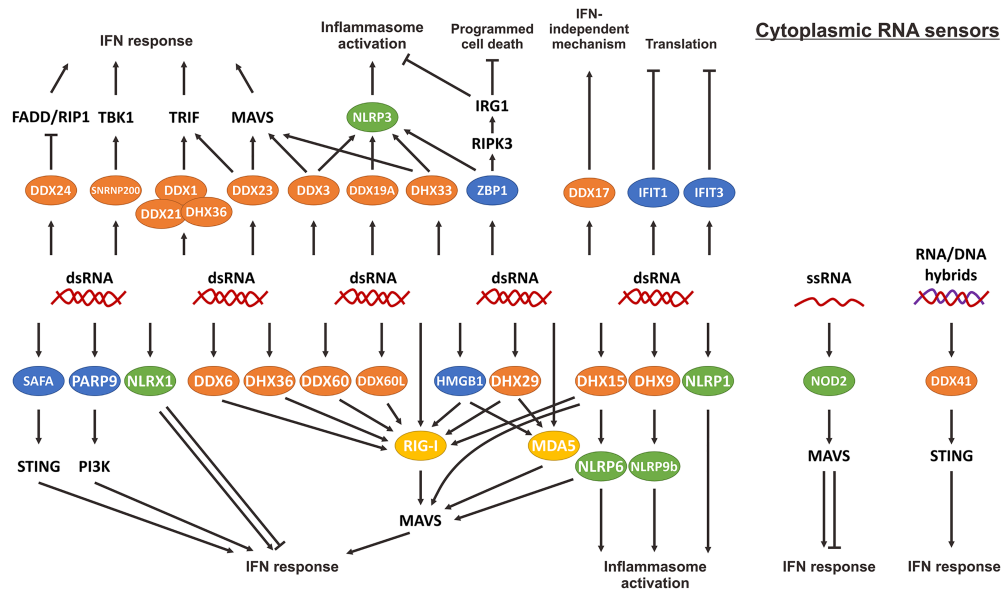 Cytoplasmic RNA sensors
IFN response
Inflammasome
activation
Programmed
cell death
IFN-
independent
mechanism
Translation
FADD/RIP1
TBK1
TRIF
MAVS
NLRP3
IRG1
RIPK3
DDX24
SNRNP200
DDX1
DDX21
DHX36
DDX23
DDX3
DDX19A
DHX33
ZBP1
DDX17
IFIT1
IFIT3
dsRNA
dsRNA
dsRNA
dsRNA
dsRNA
ssRNA
RNA/DNA
hybrids
SAFA
PARP9
NLRX1
DDX6
DHX36
DDX60
DDX60L
HMGB1
DHX29
DHX15
DHX9
NLRP1
NOD2
DDX41
RIG-I
MDA5
STING
PI3K
NLRP6
NLRP9b
MAVS
STING
MAVS
IFN response
Inflammasome
activation
IFN response
IFN response